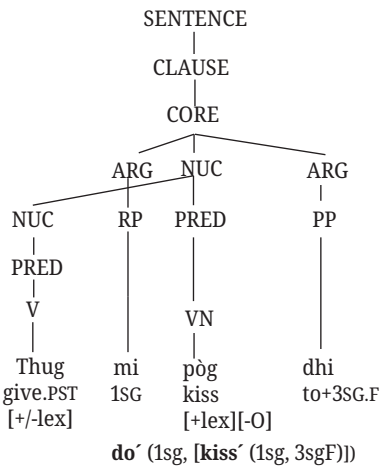 SENTENCE
CLAUSE
CORE
ARG NUC ARG
NUC RP PRED PP
PRED
V
VN
Thug mi pòg dhi
give.PST 1SG kiss to+3SG.F
[+/-lex] [+lex][-O]
do´ (1sg, [kiss´ (1sg, 3sgF)])